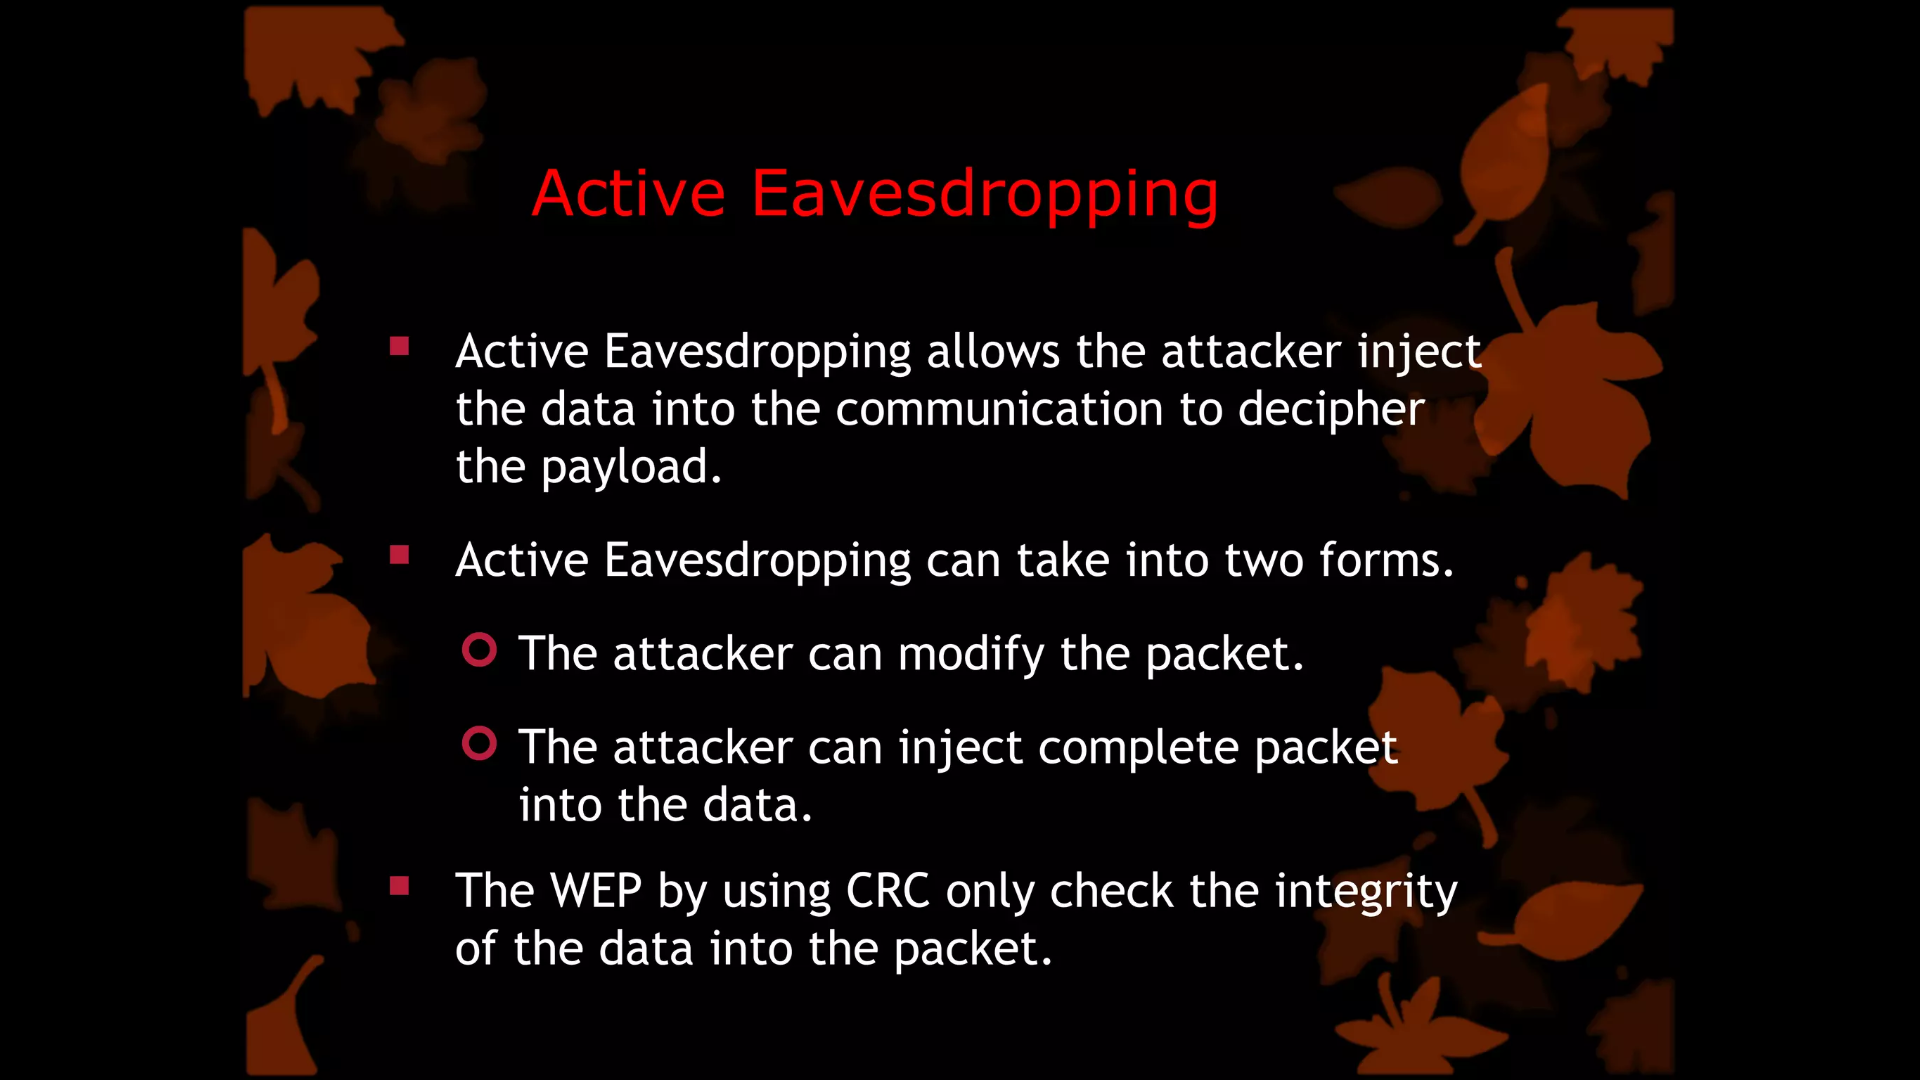 Active Eavesdropping
Active Eavesdropping allows the attacker inject
the data into the communication to decipher
the payload.
Active Eavesdropping can take into two forms.
The attacker can modify the packet.
The attacker can inject complete packet
into the data.
The WEP by using CRC only check the integrity
of the data into the packet.